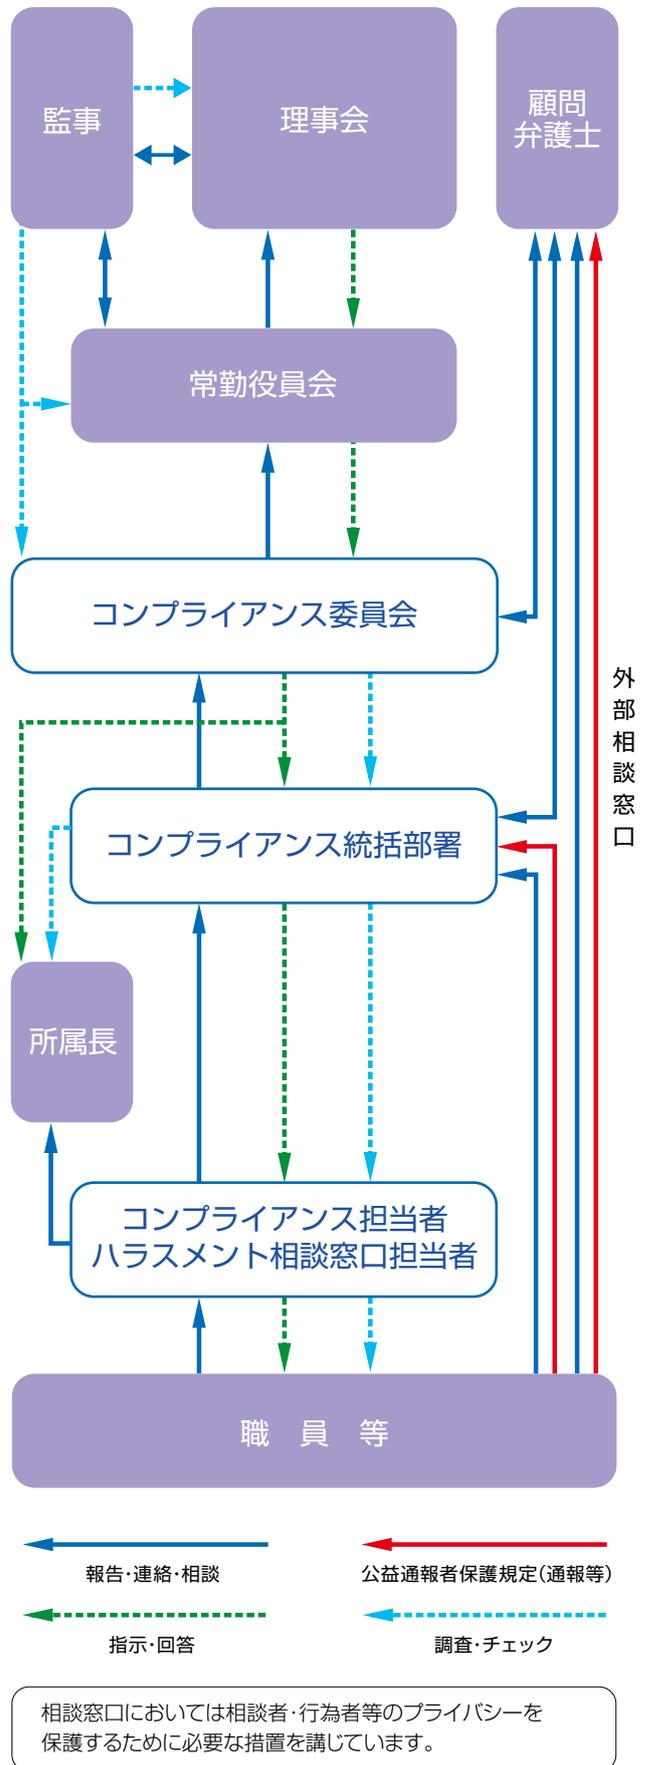 監事
理事会
顧問
弁護士
常勤役員会
コンプライアンス委員会
外部相談窓口
コンプライアンス統括部署
所属長
コンプライアンス担当者
ハラスメント相談窓口担当者
職　員　等
報告・連絡・相談
公益通報者保護規定(通報等)
指示・回答
調査・チェック
相談窓口においては相談者・行為者等のプライバシーを
保護するために必要な措置を講じています。